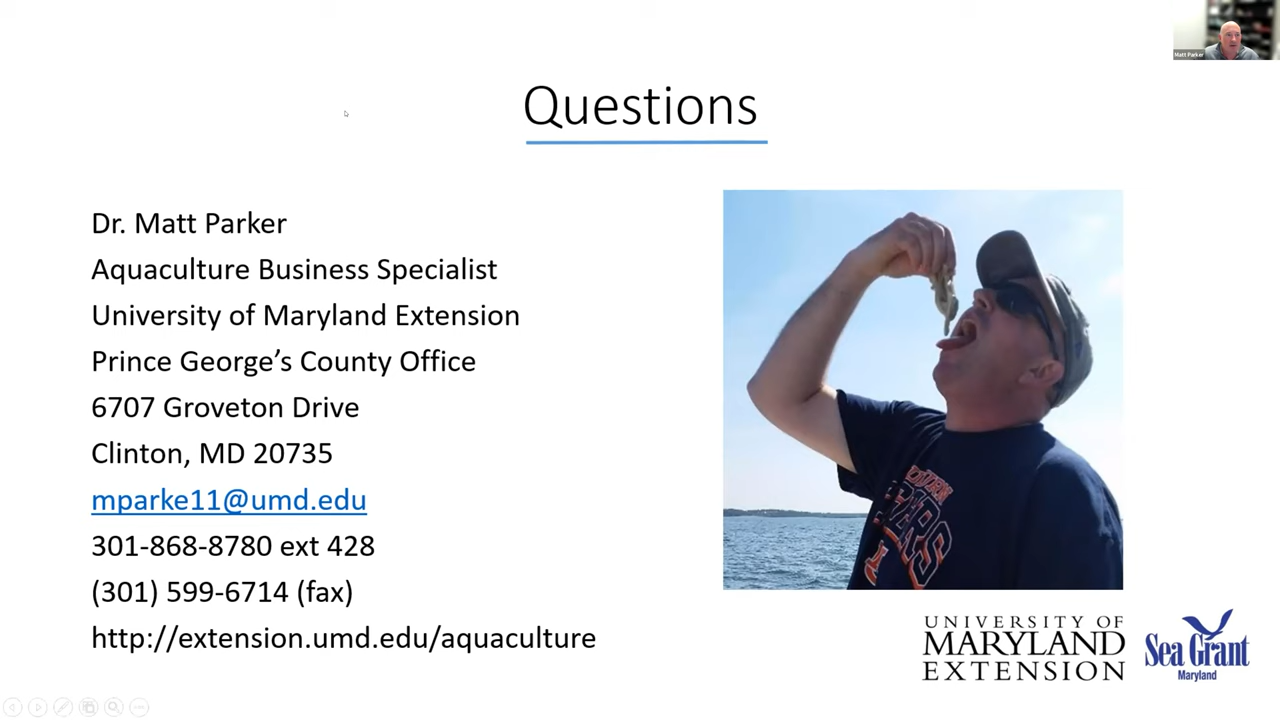 Matt Parker
Questions
Dr. Matt Parker
Aquaculture Business Specialist
University of Maryland Extension
Prince George’s County Office
6707 Groveton Drive
Clinton, MD 20735
mparke11@umd.edu
301-868-8780 ext 428
(301) 599-6714 (fax)
http://extension.umd.edu/aquaculture
UNIVERSITY OF
MARYLAND
EXTENSION
Sea Grant
Maryland